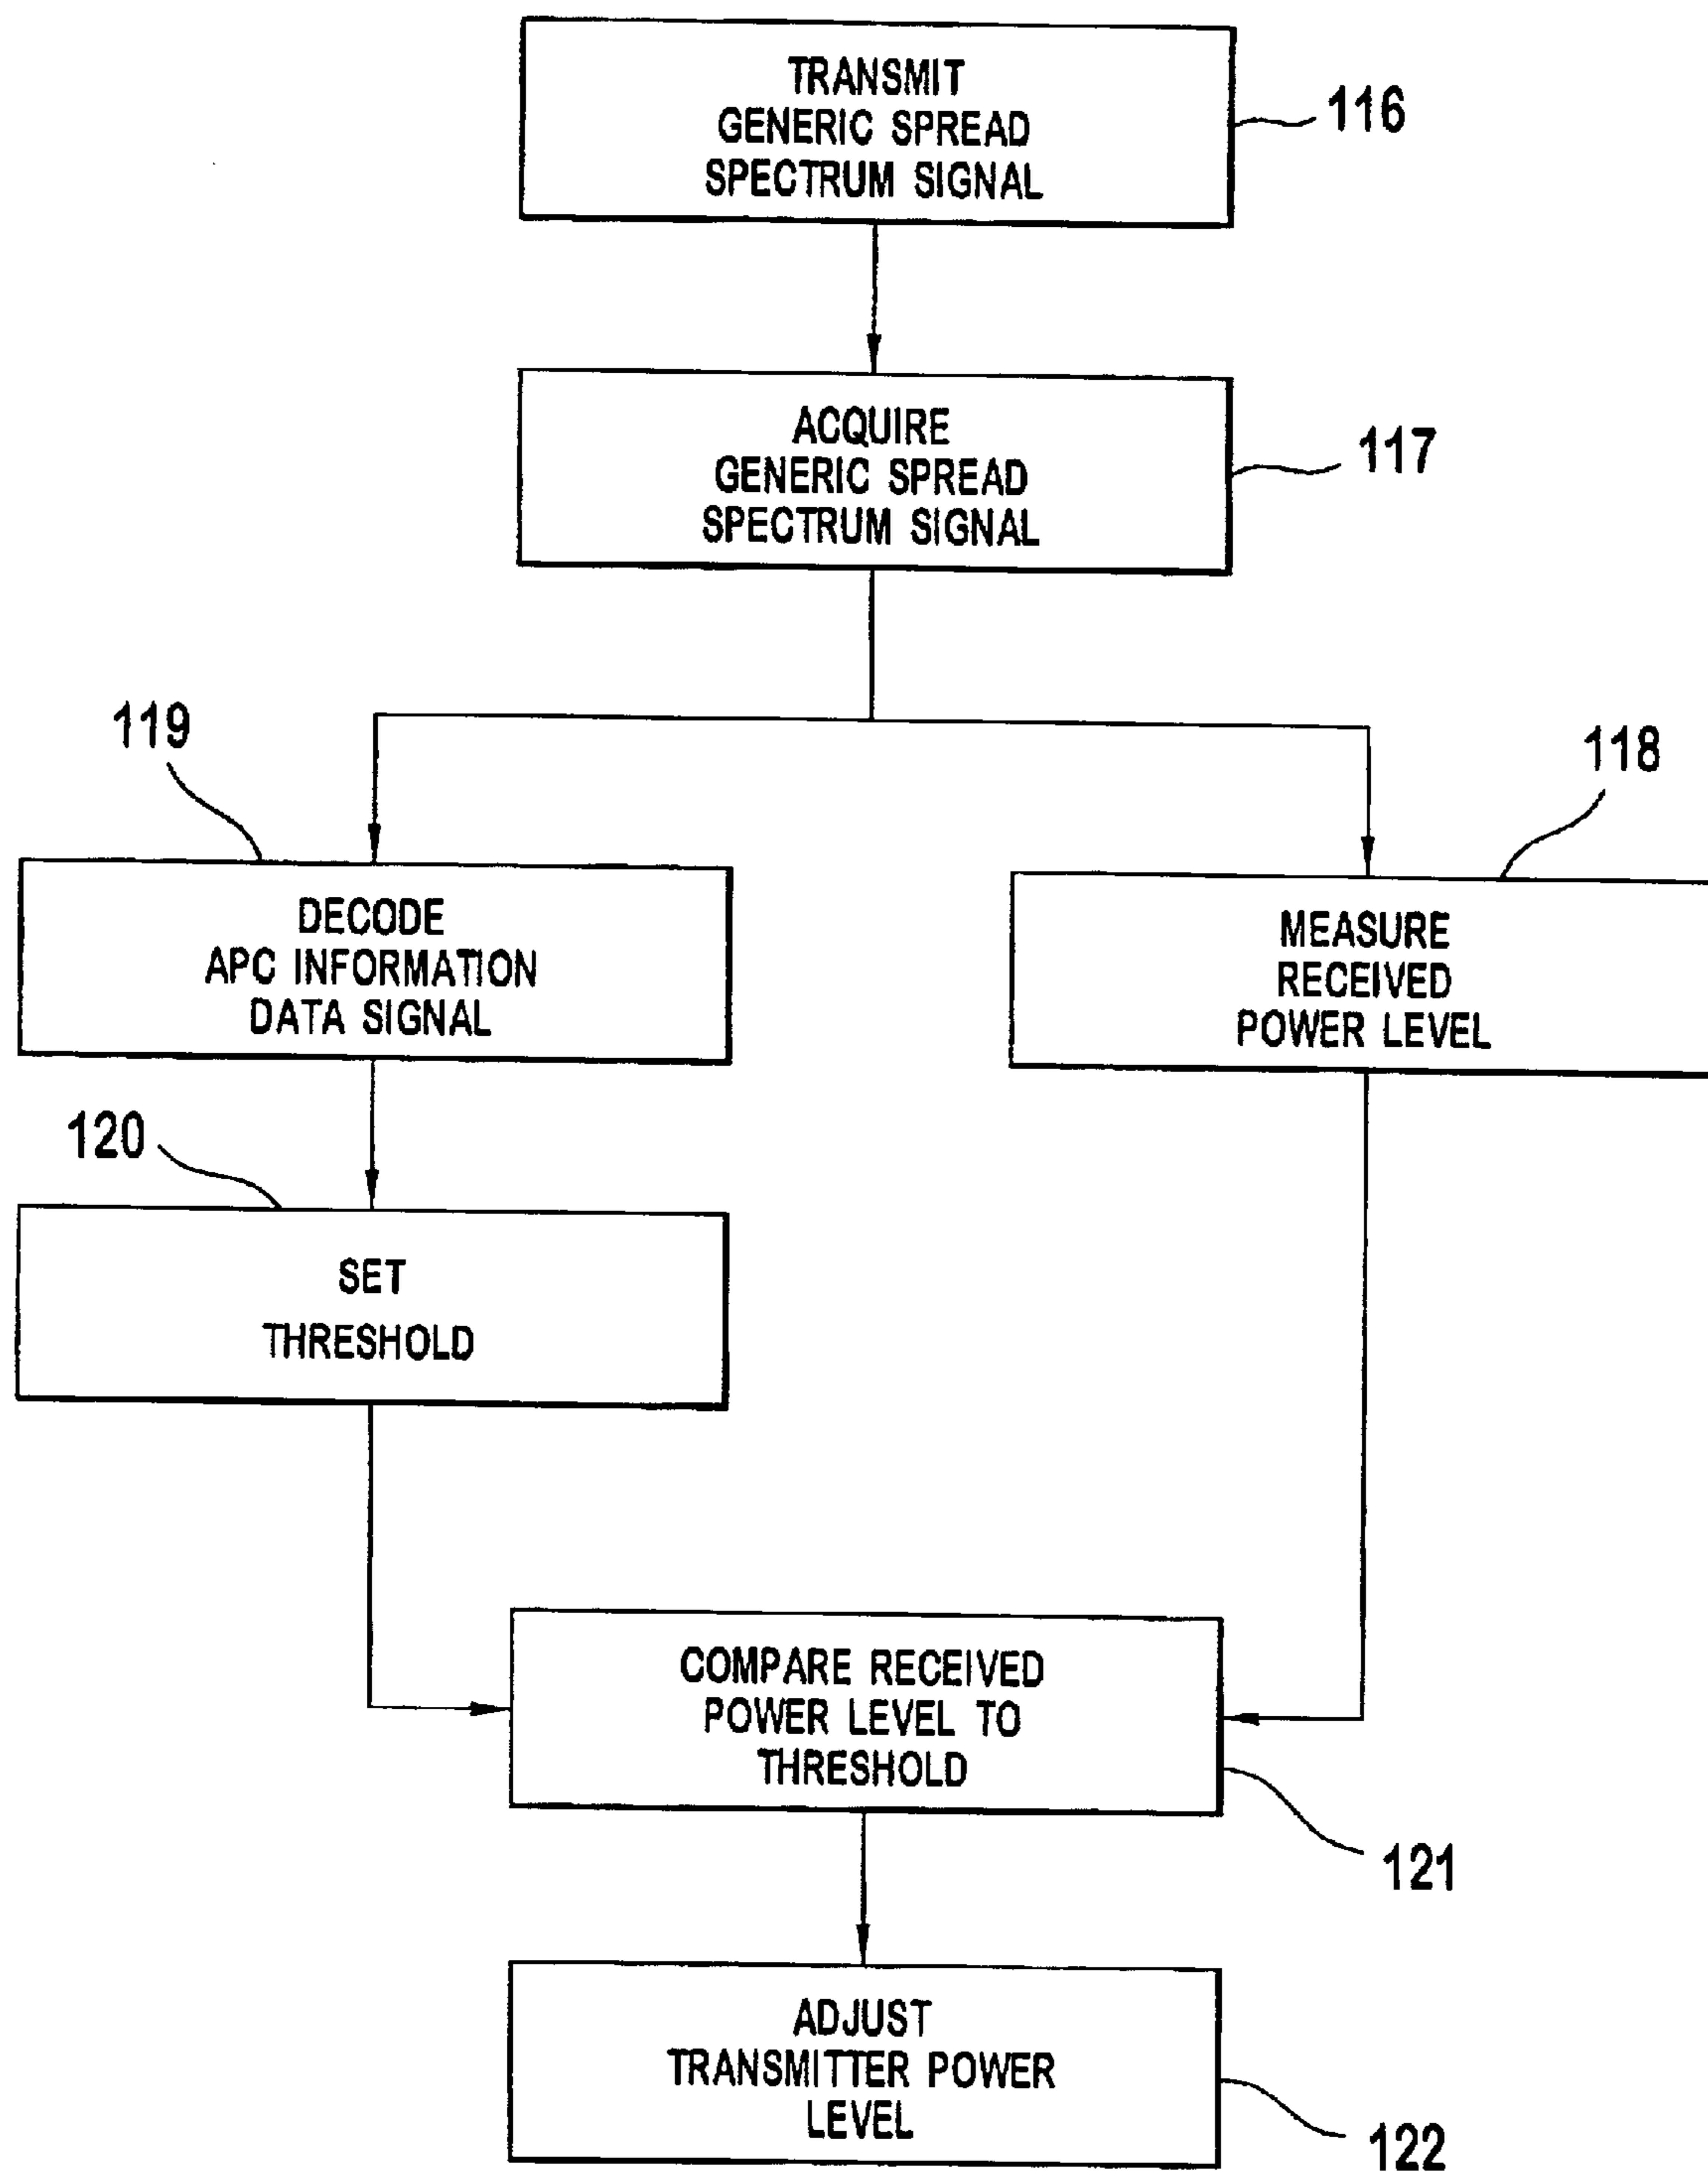 TRANSMIT
GENERIC SPREAD
SPECTRUM SIGNAL
116
ACQUIRE
GENERIC SPREAD
SPECTRUM SIGNAL
117
119
118
DECODE
APC INFORMATION
DATA SIGNAL
MEASURE
RECEIVED
POWER LEVEL
120
SET
THRESHOLD
COMPARE RECEIVED
POWER LEVEL TO
THRESHOLD
121
ADJUST
TRANSMITTER POWER
LEVEL
122